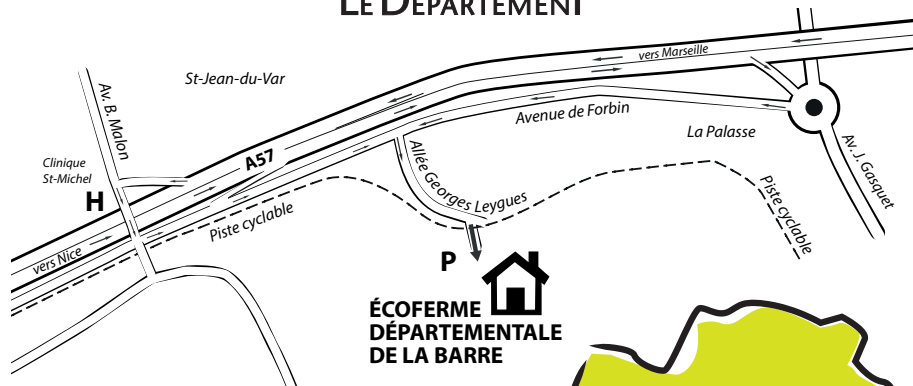 LE DÉPARTEMENT
vers Marseille
St-Jean-du-Var
Av. B. Malon
Avenue de Forbin
La Palasse
A57
Clinique
St-Michel
Allée Georges Leygues
Av. J. Gasquet
H
Piste cyclable
Piste cyclable
vers Nice
P
ÉCOFERME
DÉPARTEMENTALE
DE LA BARRE